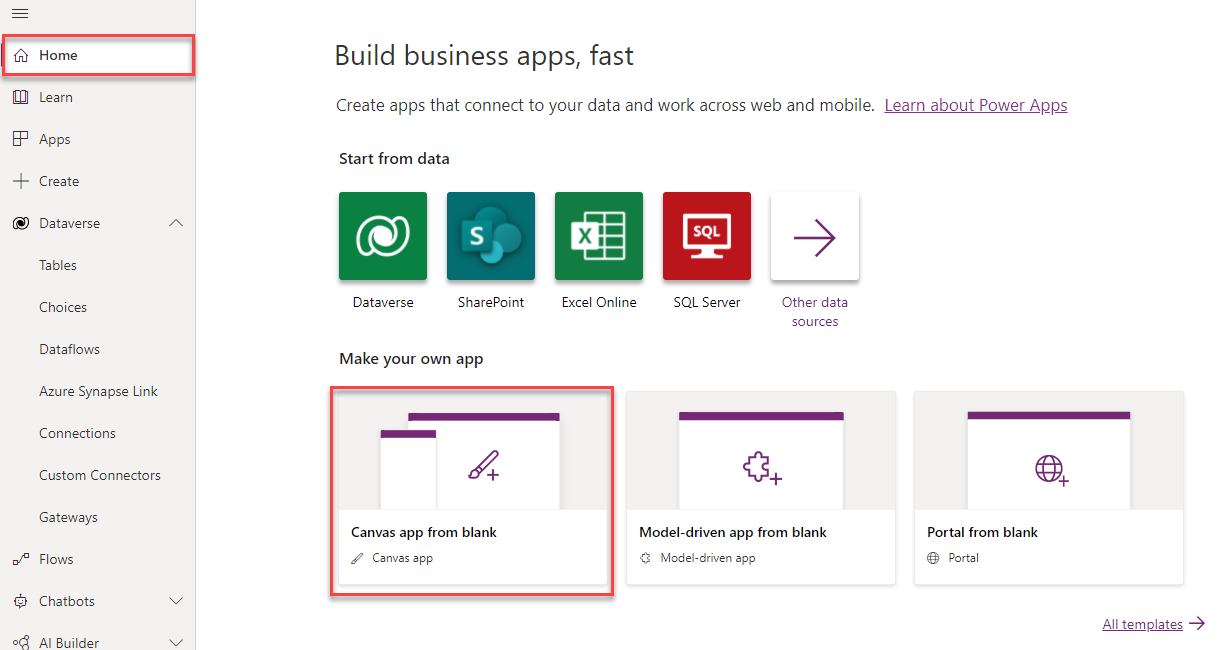 Home
Learn
Apps
Create
Dataverse
Tables
Choices
Dataflows
Azure Synapse Link
Connections
Custom Connectors
Gateways
Flows
Chatbots
AI Builder
Build business apps, fast
Create apps that connect to your data and work across web and mobile. Learn about Power Apps
Start from data
S
X
SQL
Dataverse
SharePoint
Excel Online
SQL Server
Other data
sources
Make your own app
Canvas app from blank
Canvas app
Model-driven app from blank
Model-driven app
Portal from blank
Portal
All templates